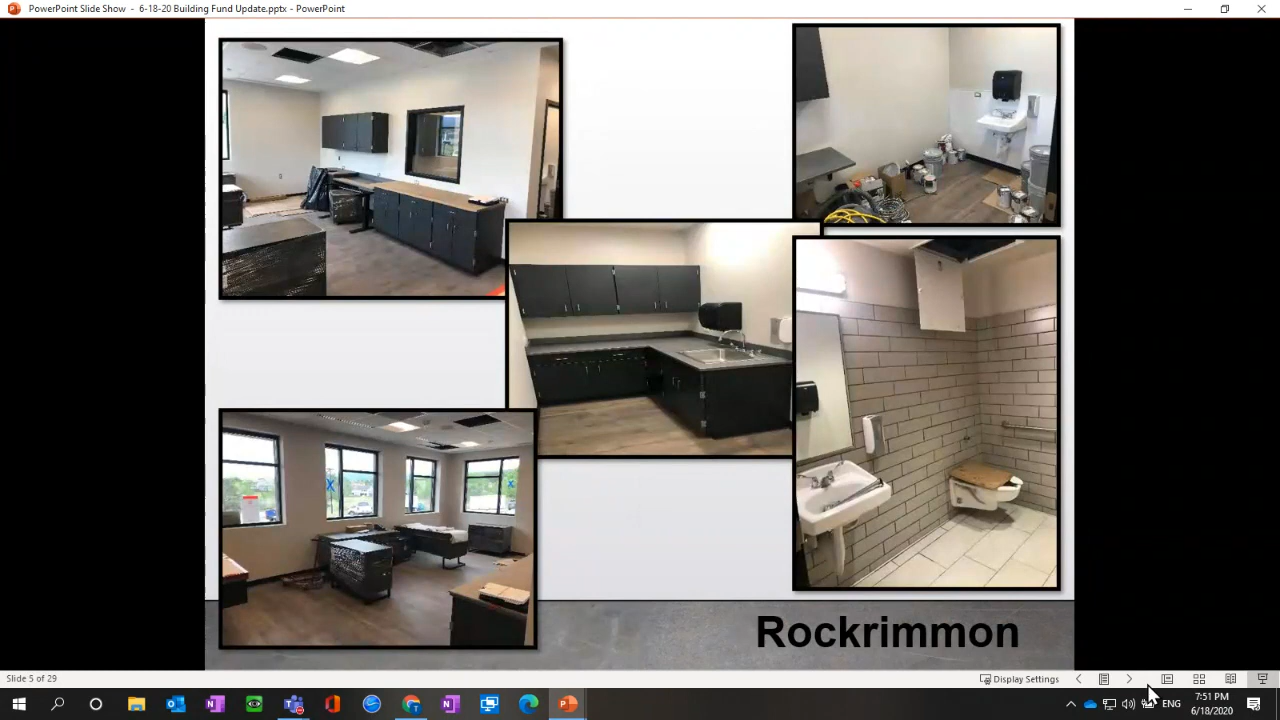 PowerPoint Slide Show - 6-18-20 Building Fund Update.pptx - PowerPoint
Rockrimmon
Slide 5 of 29
Display Settings
ENG
7:51 PM
6/18/2020